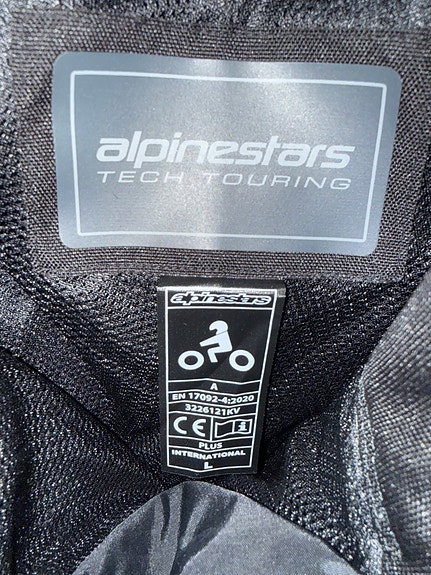 alpinestars
TECH TOURING
alpinestars
A
EN 17092-4:2020
3226121KV
CE i
PLUS
INTERNATIONAL
L